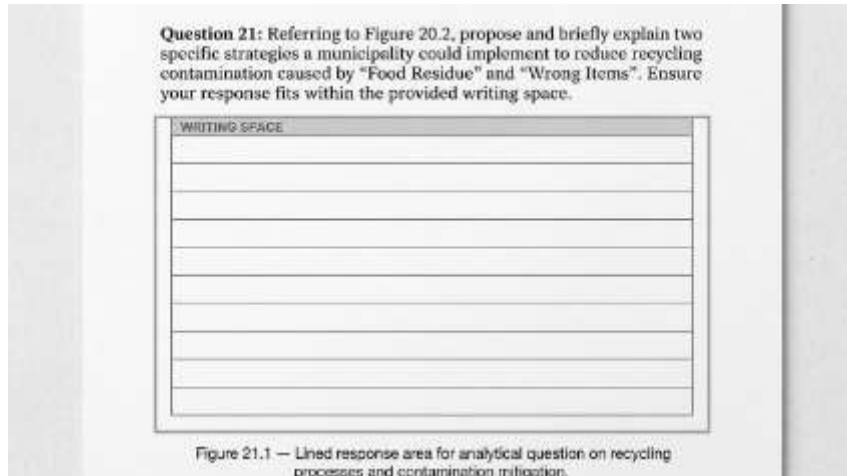 Question 21: Referring to Figure 20.2, propose and briefly explain two
specific strategies a municipality could implement to reduce recycling
contamination caused by “Food Residue” and “Wrong Items”. Ensure
your response fits within the provided writing space.
WRITING SPACE
Figure 21.1 — Lined response area for analytical question on recycling
processes and contamination mitigation.